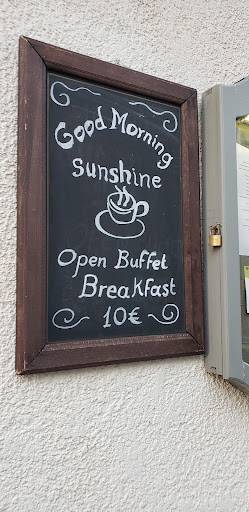 Good Morning
Sunshine
Open Buffet
Breakfast
10€